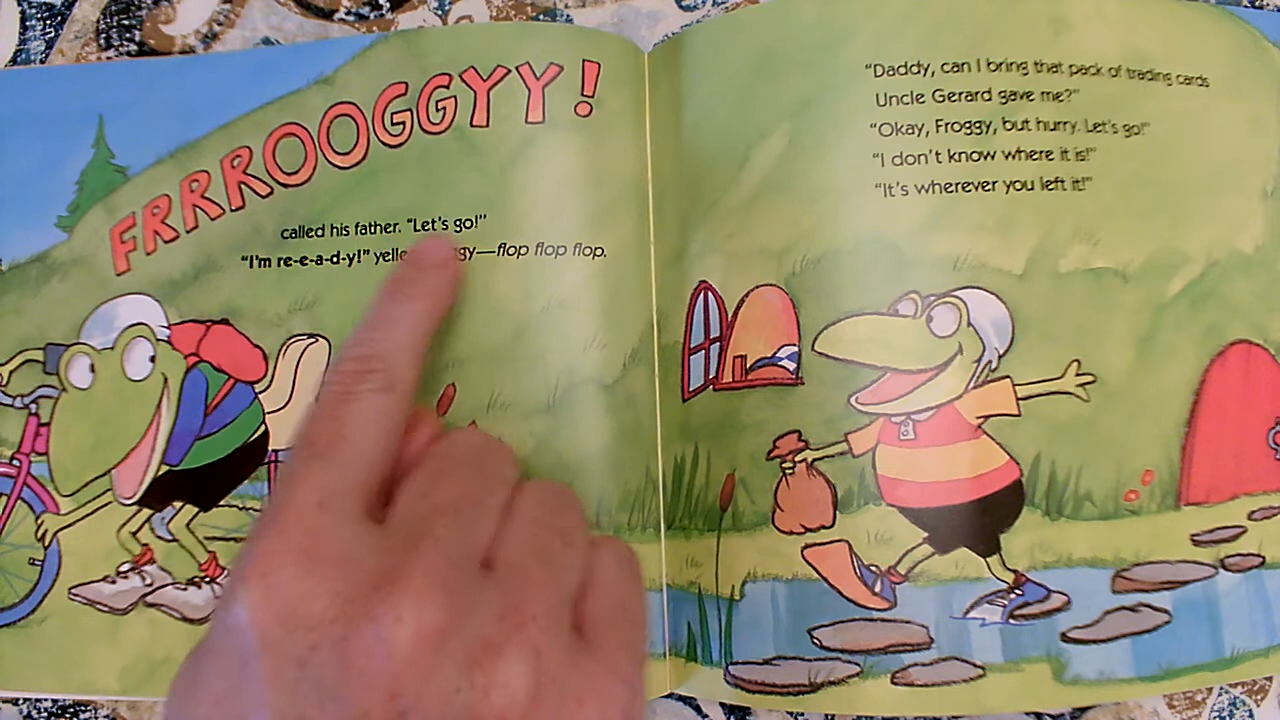 FRRROOGGYY!
called his father. "Let's go!"
"I'm re-e-a-d-y!" —flop flop flop.
"Daddy, can I bring that pack of trading cards
Uncle Gerard gave me?"
"Okay, Froggy, but hurry. Let's go!"
"I don't know where it is!"
"It's wherever you left it!"